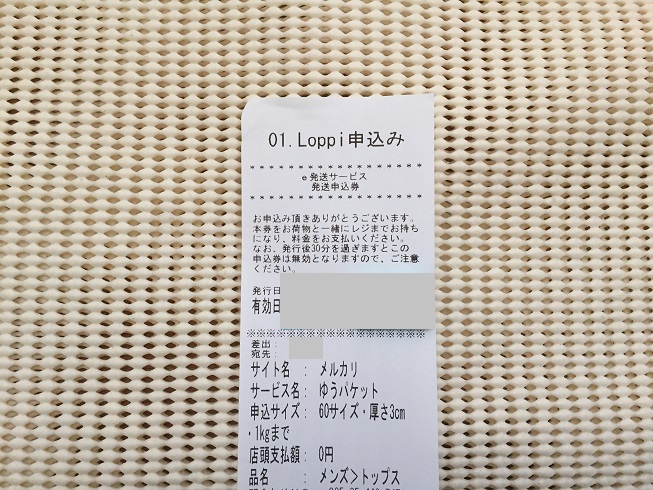 01.Loppi申込み
******************
e発送サービス
発送申込券
******************
お申込み頂きありがとうございます。
本券をお荷物と一緒にレジまでお持ち
になり、料金をお支払いください。
なお、発行後30分を過ぎますとこの
申込券は無効となりますので、ご注意
ください。
発行日
有効日
差出:
宛先:
サイト名 : メルカリ
サービス名: ゆうパケット
申込サイズ: 60サイズ・厚さ3cm
・1kgまで
店頭支払額: 0円
品名 : メンズ>トップス